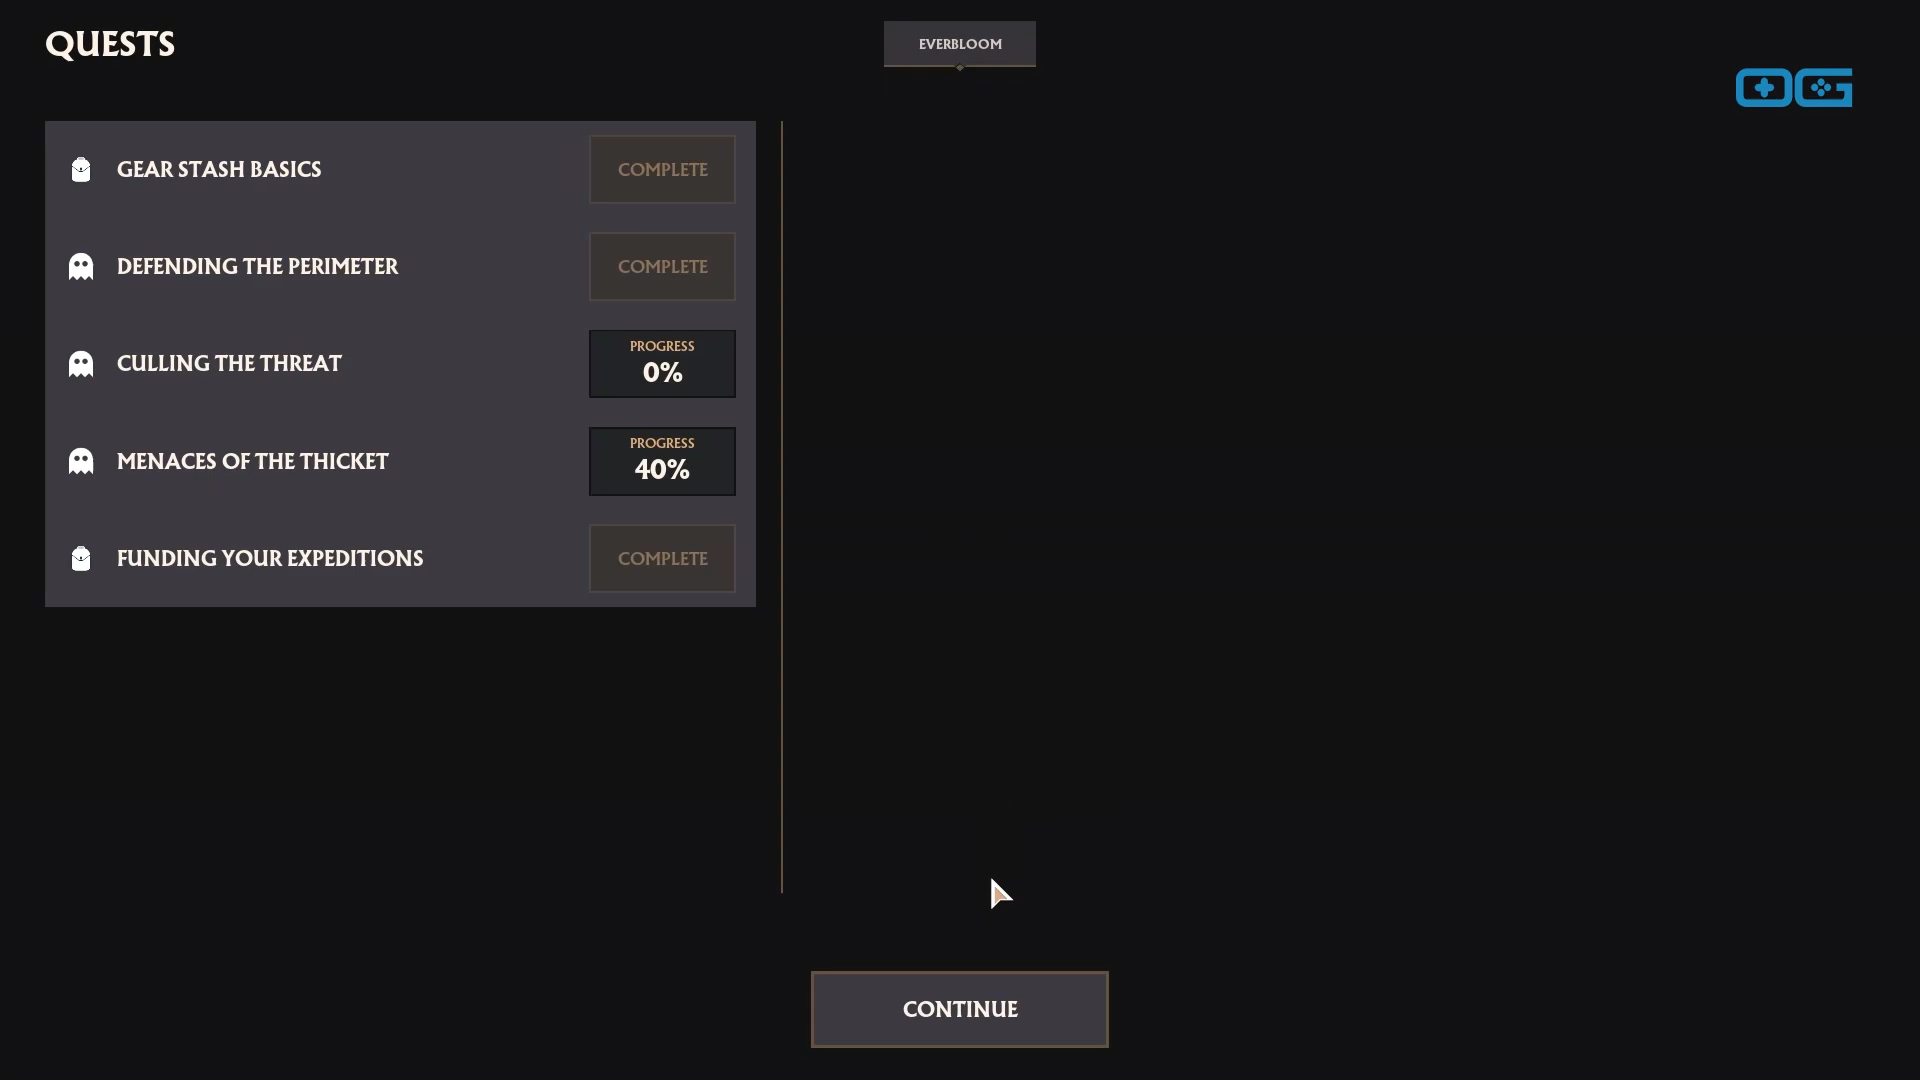 QUESTS
EVERBLOOM
OG
GEAR STASH BASICS
COMPLETE
DEFENDING THE PERIMETER
COMPLETE
CULLING THE THREAT
PROGRESS
0%
MENACES OF THE THICKET
PROGRESS
40%
FUNDING YOUR EXPEDITIONS
COMPLETE
CONTINUE